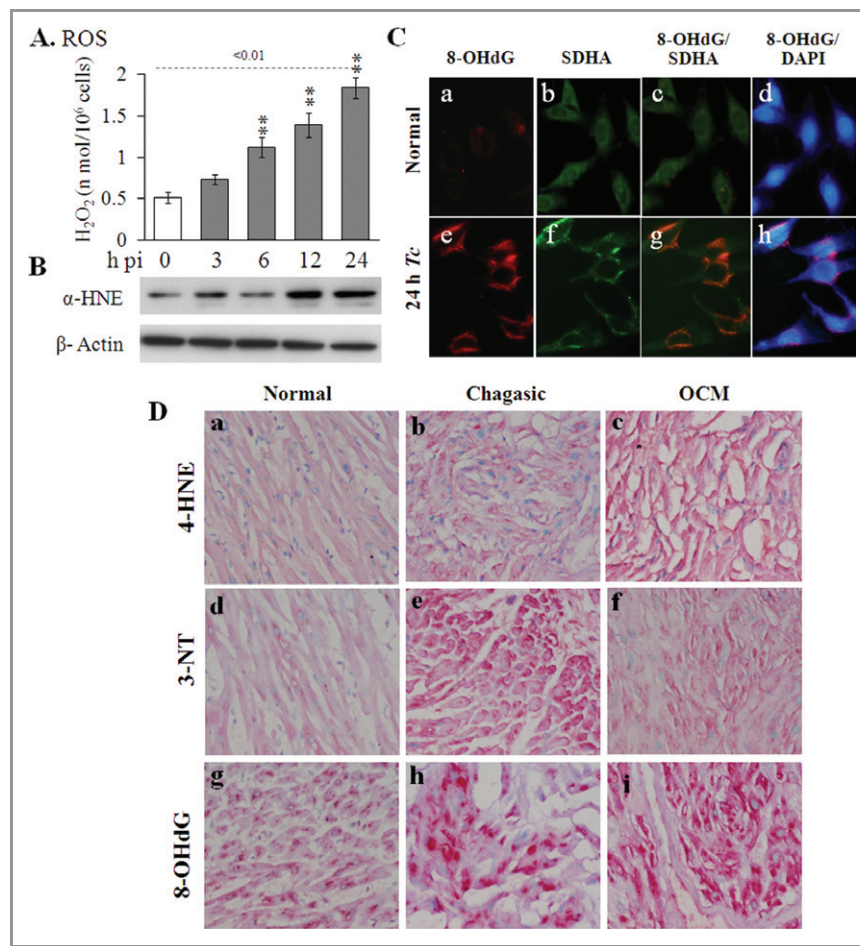 A. ROS
<0.01
H₂O₂ (n mol/10⁶ cells)
2
1.5
1
0.5
0
**
**
**
h pi 0 3 6 12 24
B
α-HNE
β- Actin
C
8-OHdG SDHA 8-OHdG/ SDHA 8-OHdG/ DAPI
Normal
a b c d
24 h Tc
e f g h
D
Normal Chagasic OCM
4-HNE
a b c
3-NT
d e f
8-OHdG
g h i